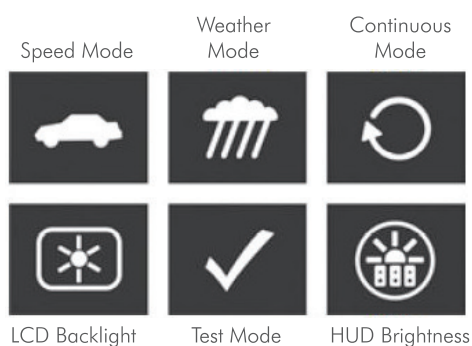 Speed Mode
Weather
Mode
Continuous
Mode
LCD Backlight
Test Mode
HUD Brightness